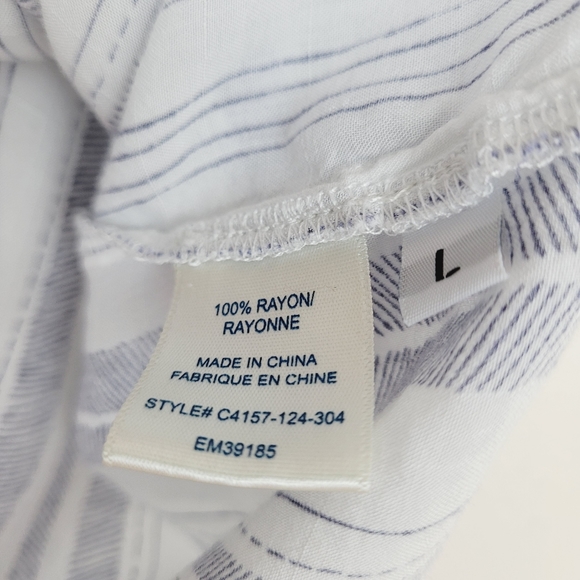 100% RAYON/
RAYONNE
MADE IN CHINA
FABRIQUE EN CHINE
STYLE# C4157-124-304
EM39185
L